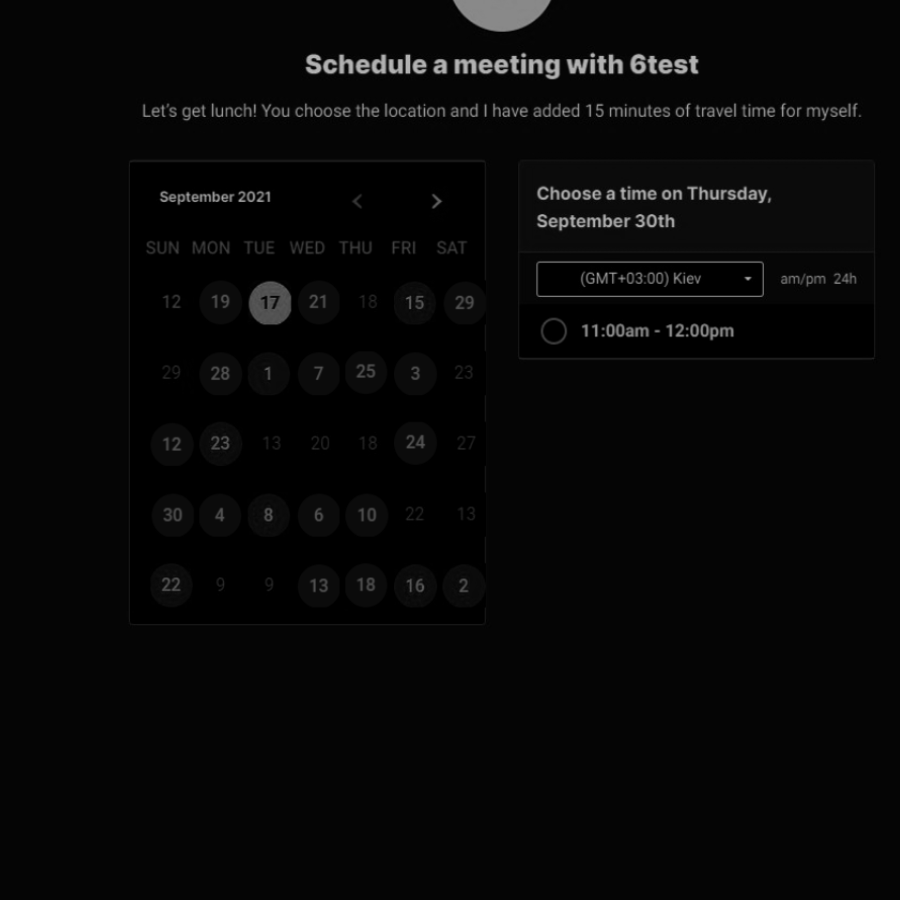 Schedule a meeting with 6test
Let's get lunch! You choose the location and I have added 15 minutes of travel time for myself.
September 2021
SUN MON TUE WED THU FRI SAT
12 19 17 21 18 15 29
29 28 1 7 25 3 23
12 23 13 20 18 24 27
30 4 8 6 10 22 13
22 9 9 13 18 16 2
Choose a time on Thursday,
September 30th
(GMT+03:00) Kiev am/pm 24h
11:00am - 12:00pm